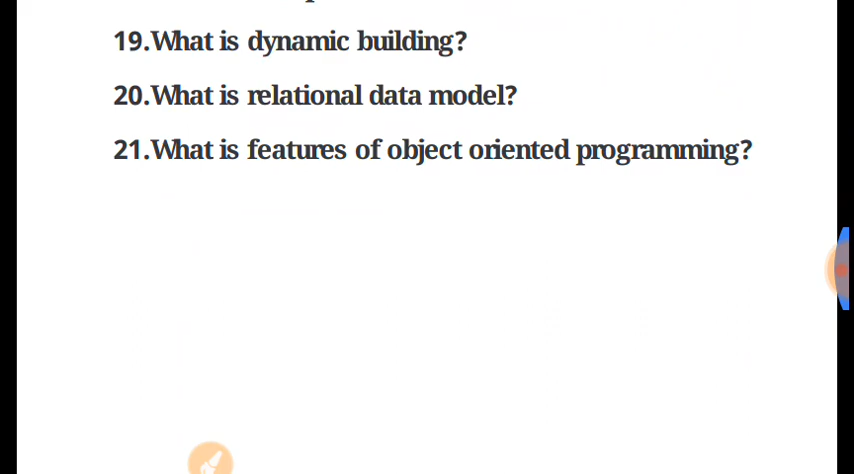 19.What is dynamic building?
20.What is relational data model?
21.What is features of object oriented programming?